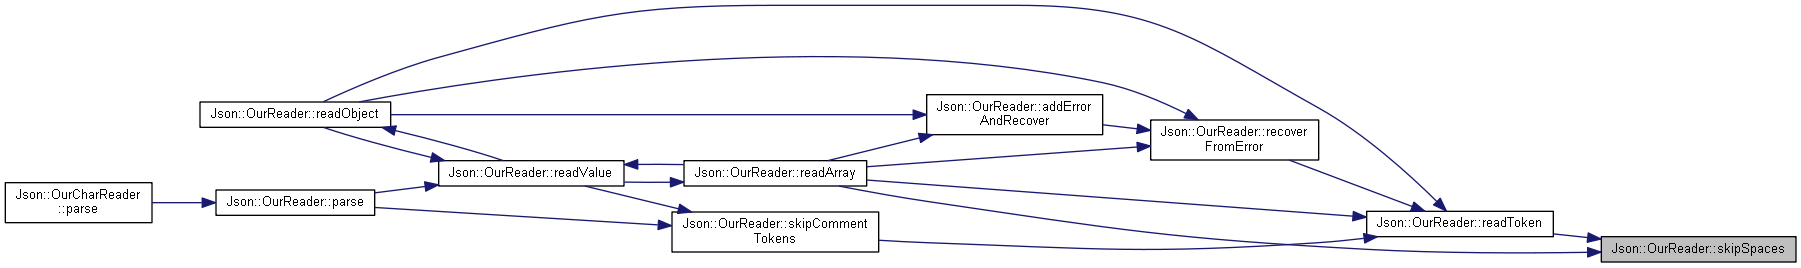 Json::OurCharReader
::parse
Json::OurReader::readObject
Json::OurReader::parse
Json::OurReader::readValue
Json::OurReader::skipComment
Tokens
Json::OurReader::readArray
Json::OurReader::addError
AndRecover
Json::OurReader::recover
FromError
Json::OurReader::readToken
Json::OurReader::skipSpaces